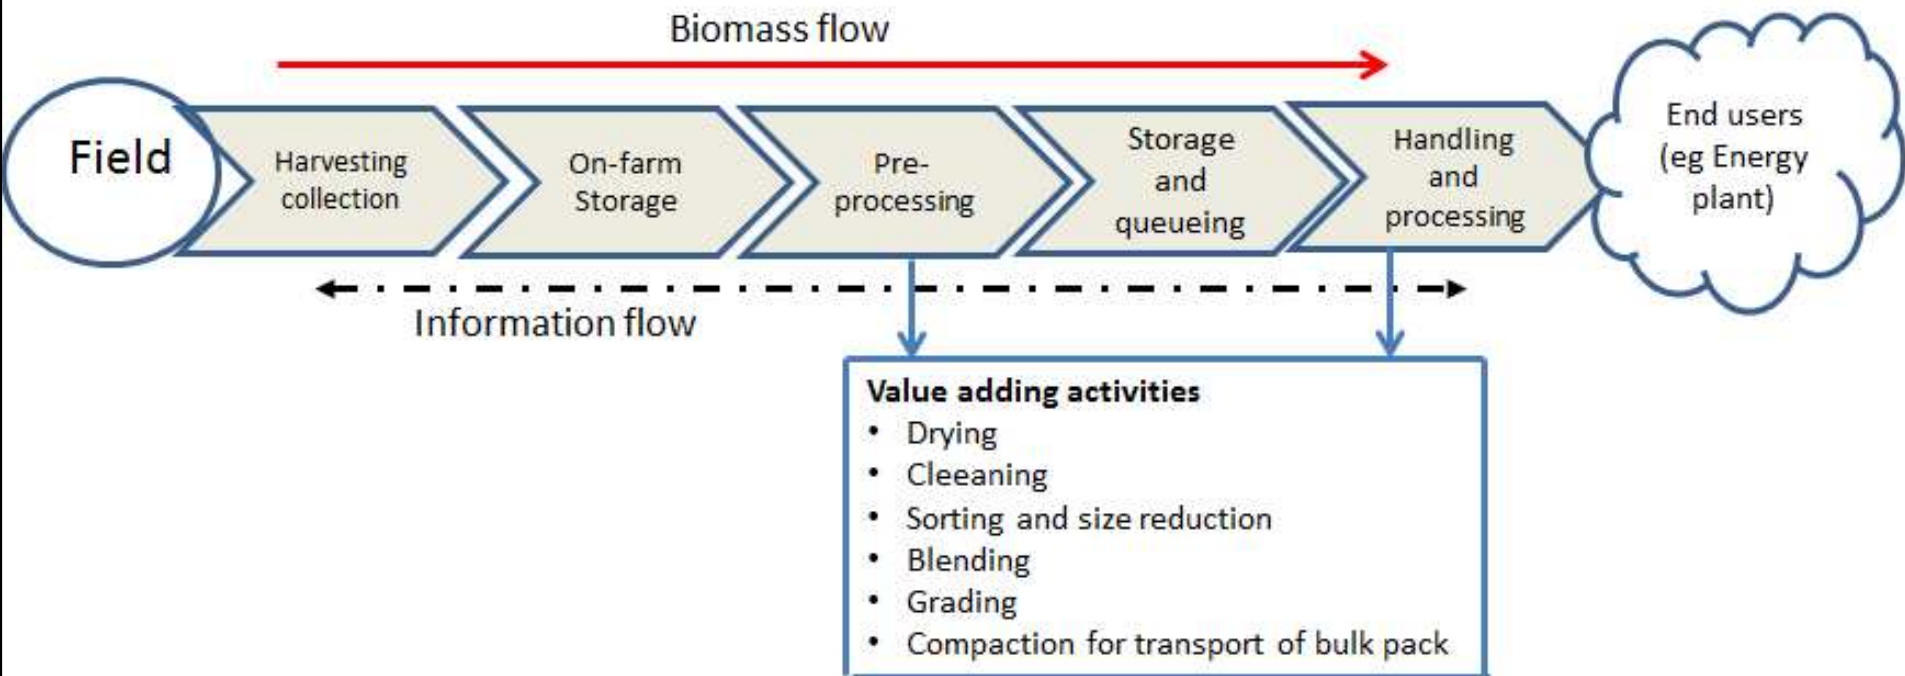 Biomass flow
Field
Harvesting
collection
On-farm
Storage
Pre-
processing
Storage
and
queueing
Handling
and
processing
End users
(eg Energy
plant)
Information flow
Value adding activities
• Drying
• Cleeaning
• Sorting and size reduction
• Blending
• Grading
• Compaction for transport of bulk pack